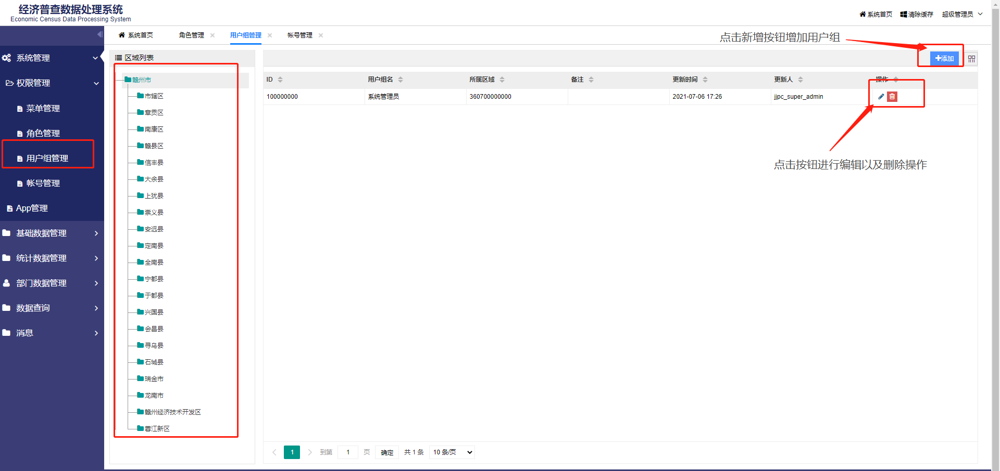 经济普查数据处理系统
Economic Census Data Processing System
系统首页 清除缓存 超级管理员
系统首页 角色管理 用户组管理 帐号管理
点击新增按钮增加用户组
系统管理
权限管理
菜单管理
角色管理
用户组管理
帐号管理
App管理
基础数据管理
统计数据管理
部门数据管理
数据查询
消息
区域列表
赣州市
市辖区
章贡区
南康区
赣县区
信丰县
大余县
上犹县
崇义县
安远县
定南县
全南县
宁都县
于都县
兴国县
会昌县
寻乌县
石城县
瑞金市
龙南市
赣州经济技术开发区
蓉江新区
添加
ID 用户组名 所属区域 备注 更新时间 更新人 操作
100000000 系统管理员 360700000000 2021-07-06 17:26 jjpc_super_admin
点击按钮进行编辑以及删除操作
1 到第 1 页 确定 共 1 条 10 条/页